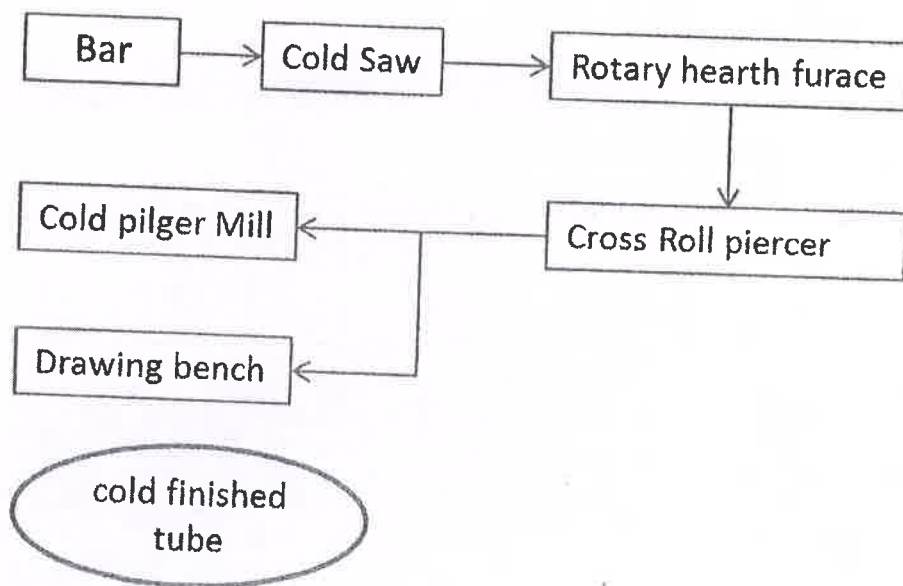 Bar
Cold Saw
Rotary hearth furace
Cold pilger Mill
Cross Roll piercer
Drawing bench
cold finished
tube